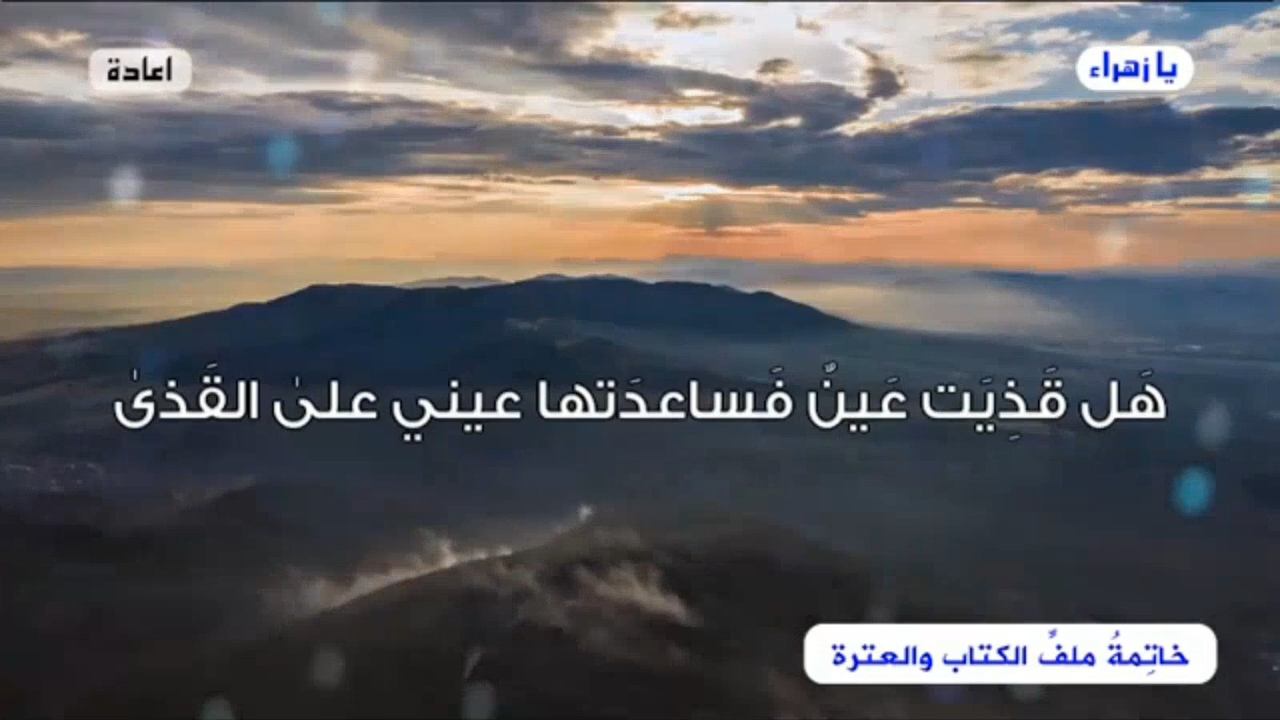 يا زهراء
اعادة
هَل قَذِيَت عَينٌ فَساعدَتها عيني علىٰ القَذىٰ
خاتِمةُ ملفِّ الكتاب والعترة